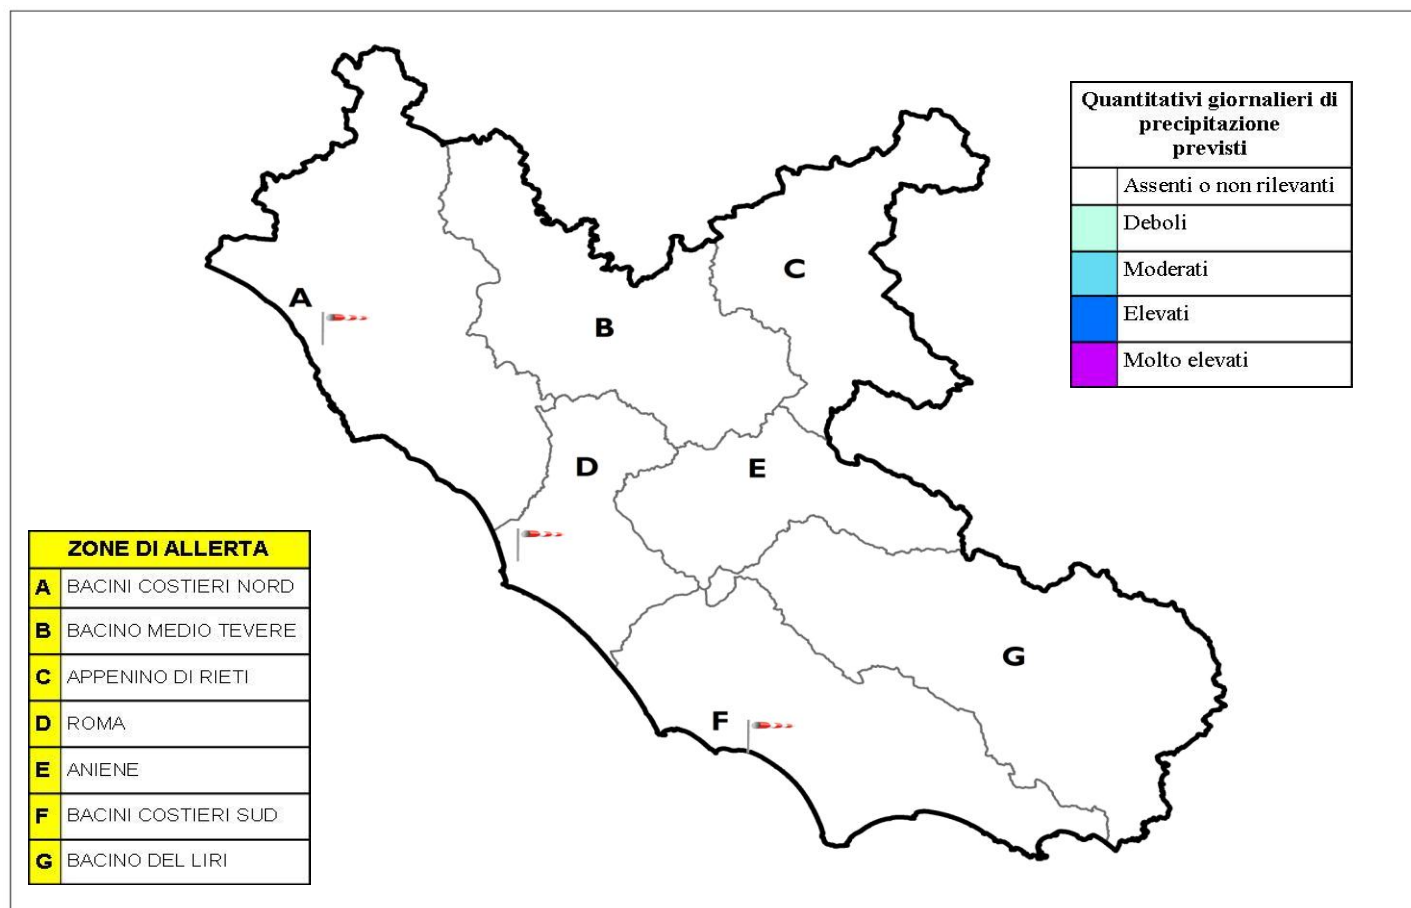 Quantitativi giornalieri di
precipitazione
previsti
Assenti o non rilevanti
Deboli
Moderati
Elevati
Molto elevati
A
B
C
D
E
F
G
ZONE DI ALLERTA
A BACINI COSTIERI NORD
B BACINO MEDIO TEVERE
C APPENINO DI RIETI
D ROMA
E ANIENE
F BACINI COSTIERI SUD
G BACINO DEL LIRI